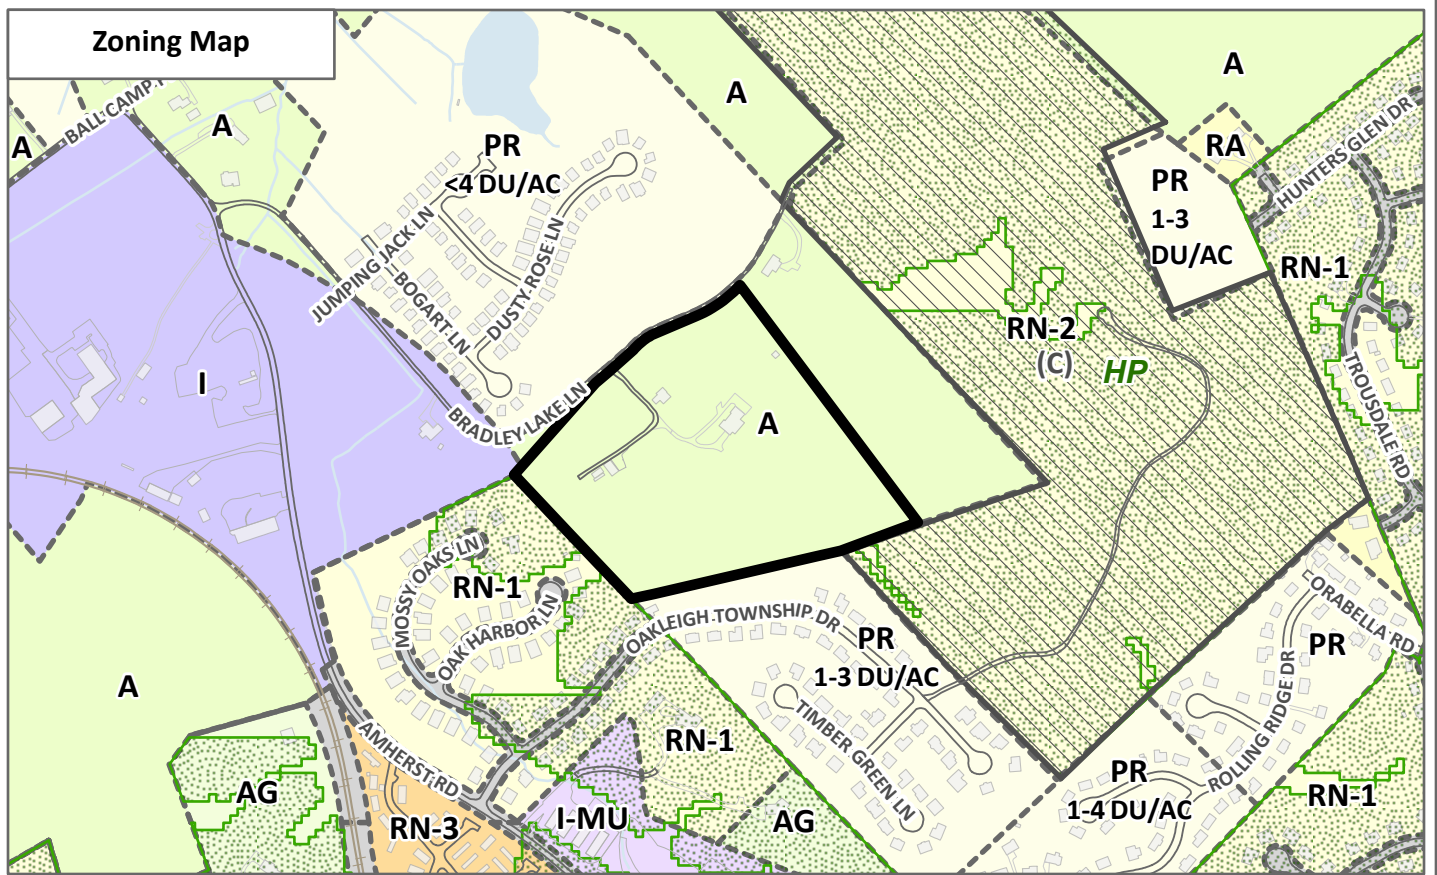 Zoning Map
A
A
BALL CAMP P
A
A
RA
HUNTERS GLEN DR
PR
<4 DU/AC
PR
1-3
DU/AC
RN-1
JUMPING JACK LN
BOGART LN
DUSTY ROSE LN
RN-2
(C)
HP
TROUSDALE RD
I
BRADLEY LAKE LN
A
MOSSY OAKS LN
RN-1
OAK HARBOR LN
OAKLEIGH TOWNSHIP DR
PR
1-3 DU/AC
LORABELLA RD
PR
ROLLING RIDGE DR
A
TIMBER GREEN LN
AMHERST RD
RN-1
PR
1-4 DU/AC
RN-1
AG
RN-3
I-MU
AG